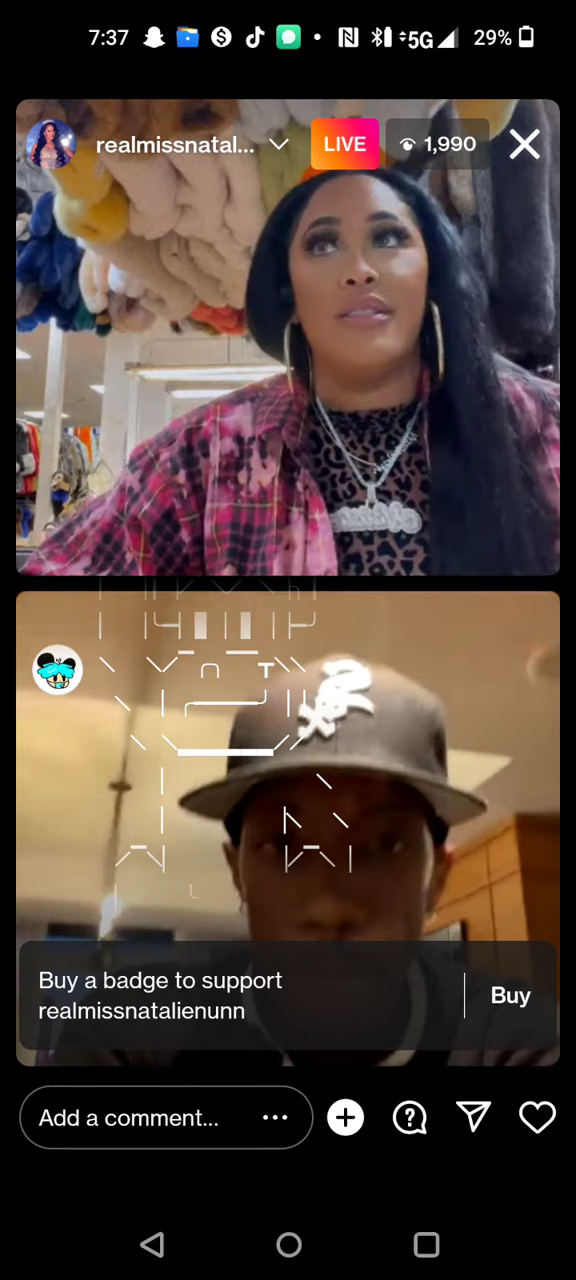 7:37
5G
29%
realmissnatal...
LIVE
1,990
Buy a badge to support
realmissnatalienunn
Buy
Add a comment...